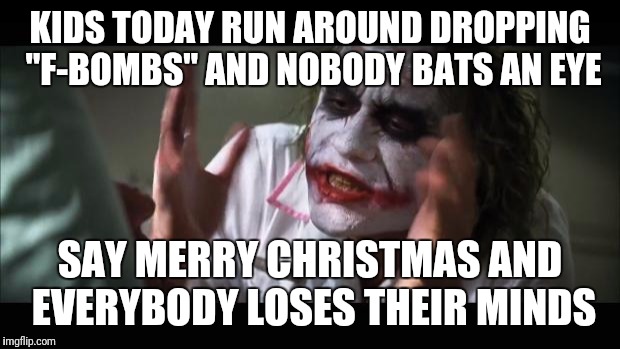 KIDS TODAY RUN AROUND DROPPING
"F-BOMBS" AND NOBODY BATS AN EYE
SAY MERRY CHRISTMAS AND
EVERYBODY LOSES THEIR MINDS
imgflip.com